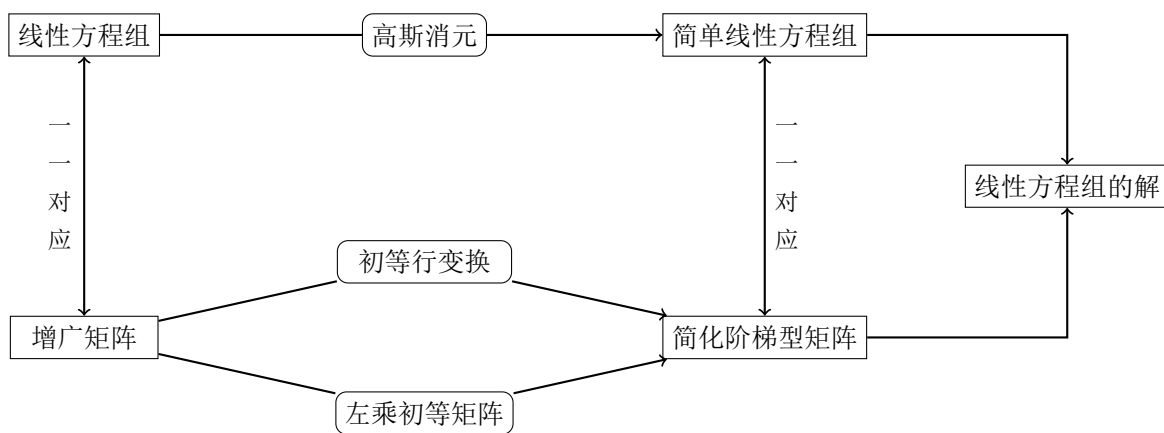 线性方程组
高斯消元
简单线性方程组
一一对应
一一对应
线性方程组的解
初等行变换
增广矩阵
简化阶梯型矩阵
左乘初等矩阵